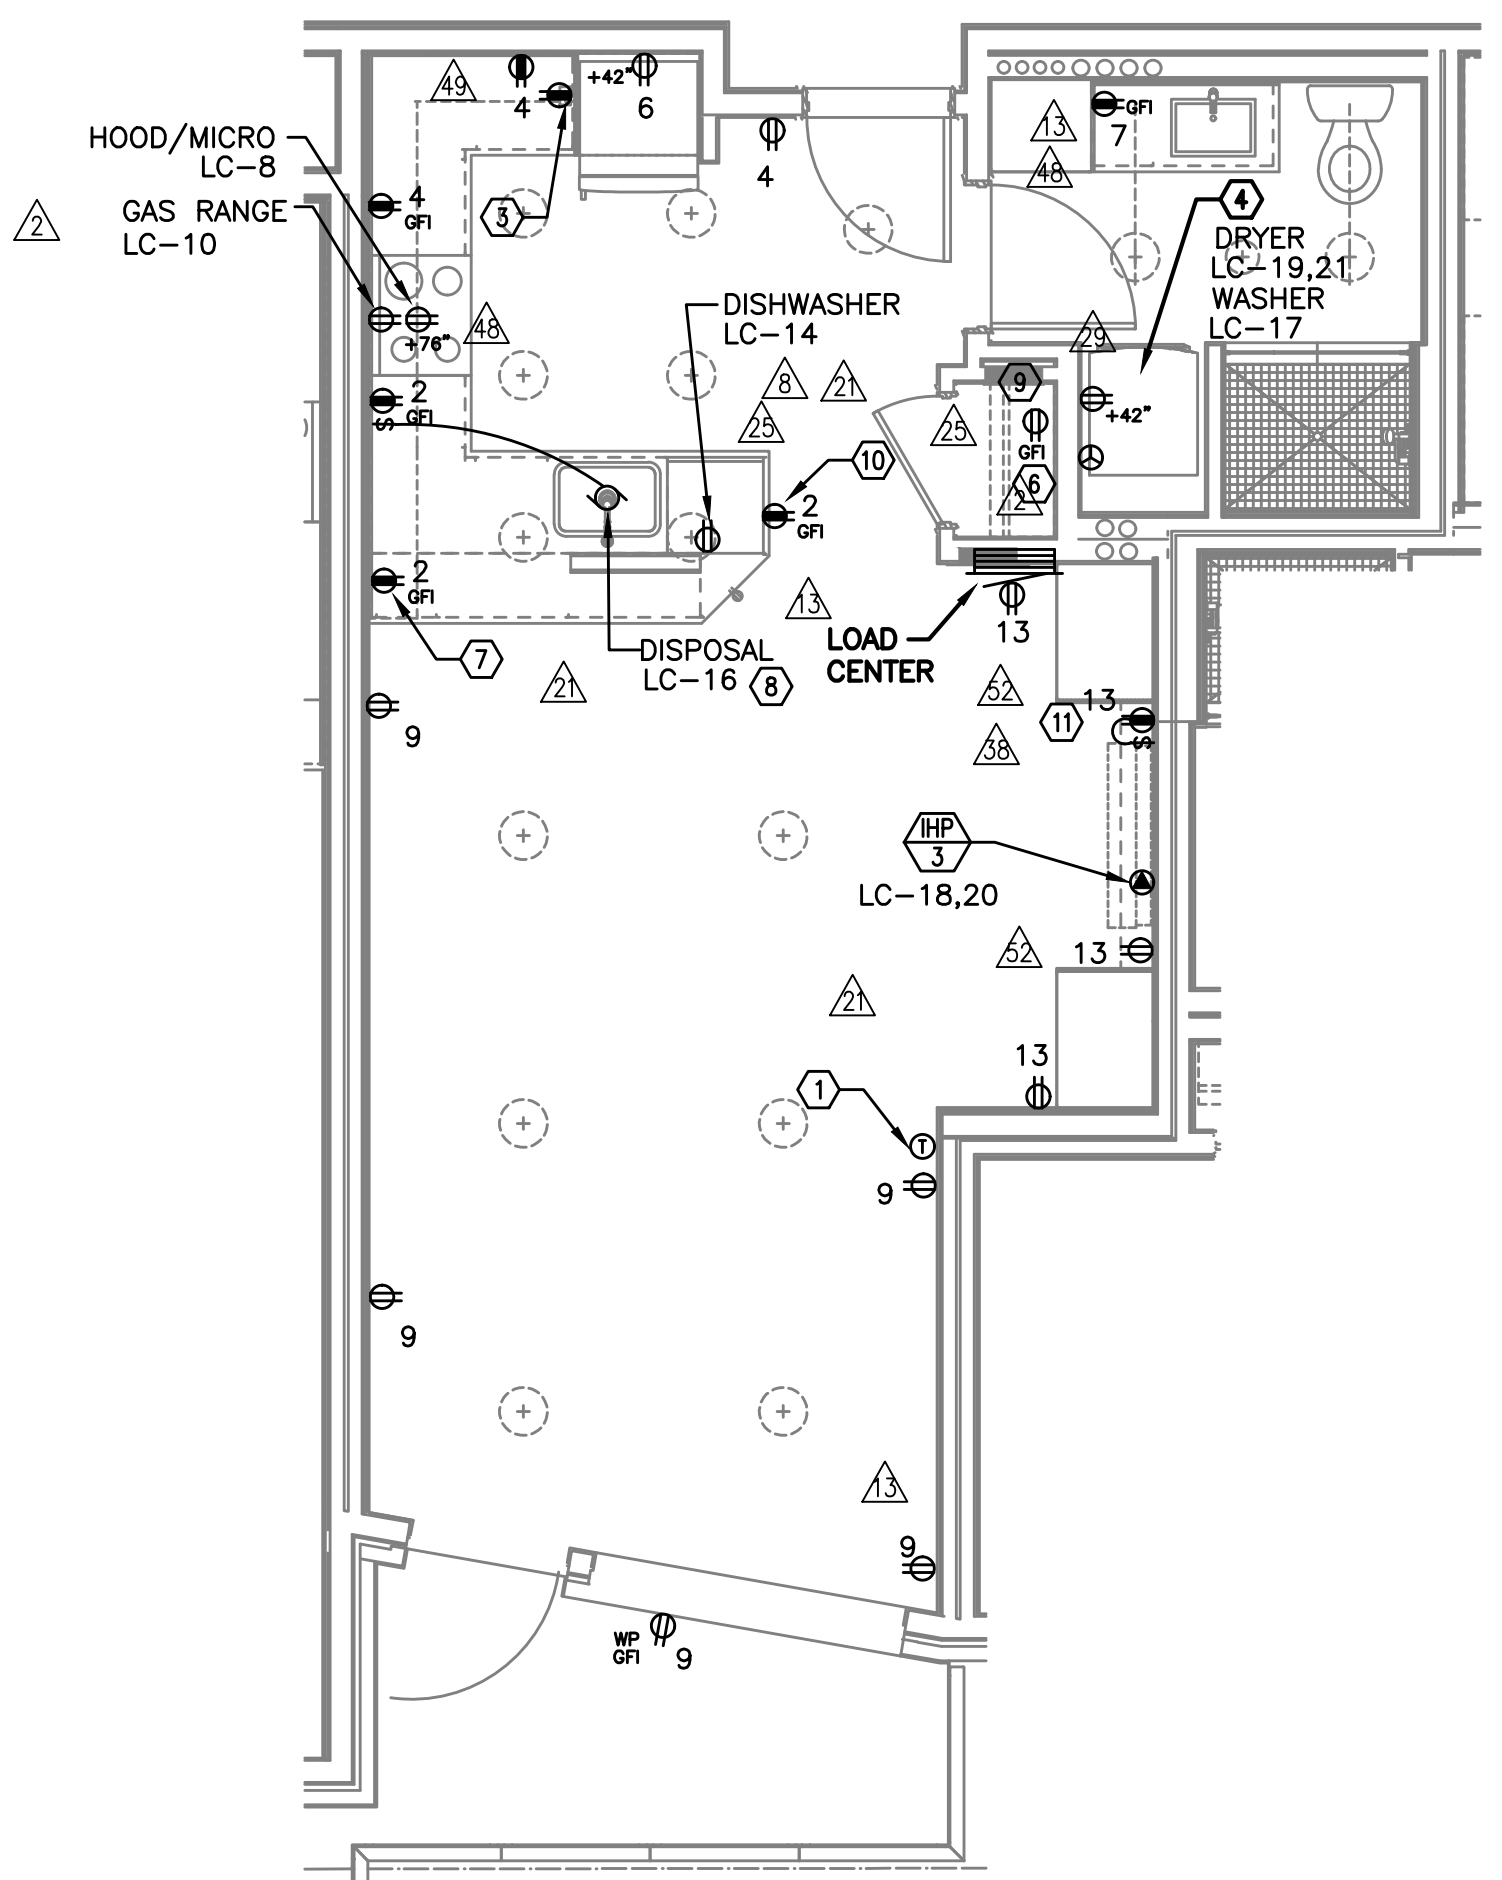 49
+42"
4
6
HOOD/MICRO
LC-8
4
GFI
3
4
13
48
GFI
7
2
GAS RANGE
LC-10
4
DRYER
LC-19,21
WASHER
LC-17
DISHWASHER
LC-14
48
+76"
29
8
21
9
2
GFI
S
25
25
+42"
GFI
10
6
2
2
GFI
2
GFI
13
13
LOAD
CENTER
7
DISPOSAL
LC-16
8
21
52
13
11
S
9
38
IHP
3
LC-18,20
52
13
21
13
1
T
9
9
13
9
WP
GFI
9